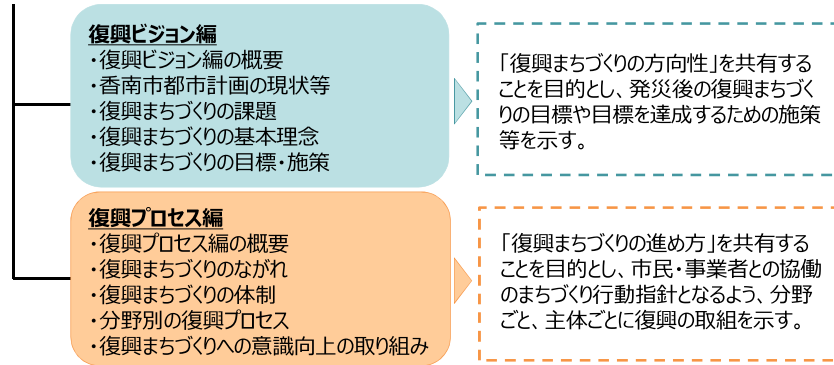 復興ビジョン編
・復興ビジョン編の概要
・香南市都市計画の現状等
・復興まちづくりの課題
・復興まちづくりの基本理念
・復興まちづくりの目標・施策
「復興まちづくりの方向性」を共有する
ことを目的とし、発災後の復興まちづく
りの目標や目標を達成するための施策
等を示す。
復興プロセス編
・復興プロセス編の概要
・復興まちづくりのながれ
・復興まちづくりの体制
・分野別の復興プロセス
・復興まちづくりへの意識向上の取り組み
「復興まちづくりの進め方」を共有する
ことを目的とし、市民・事業者との協働
のまちづくり行動指針となるよう、分野
ごと、主体ごとに復興の取組を示す。